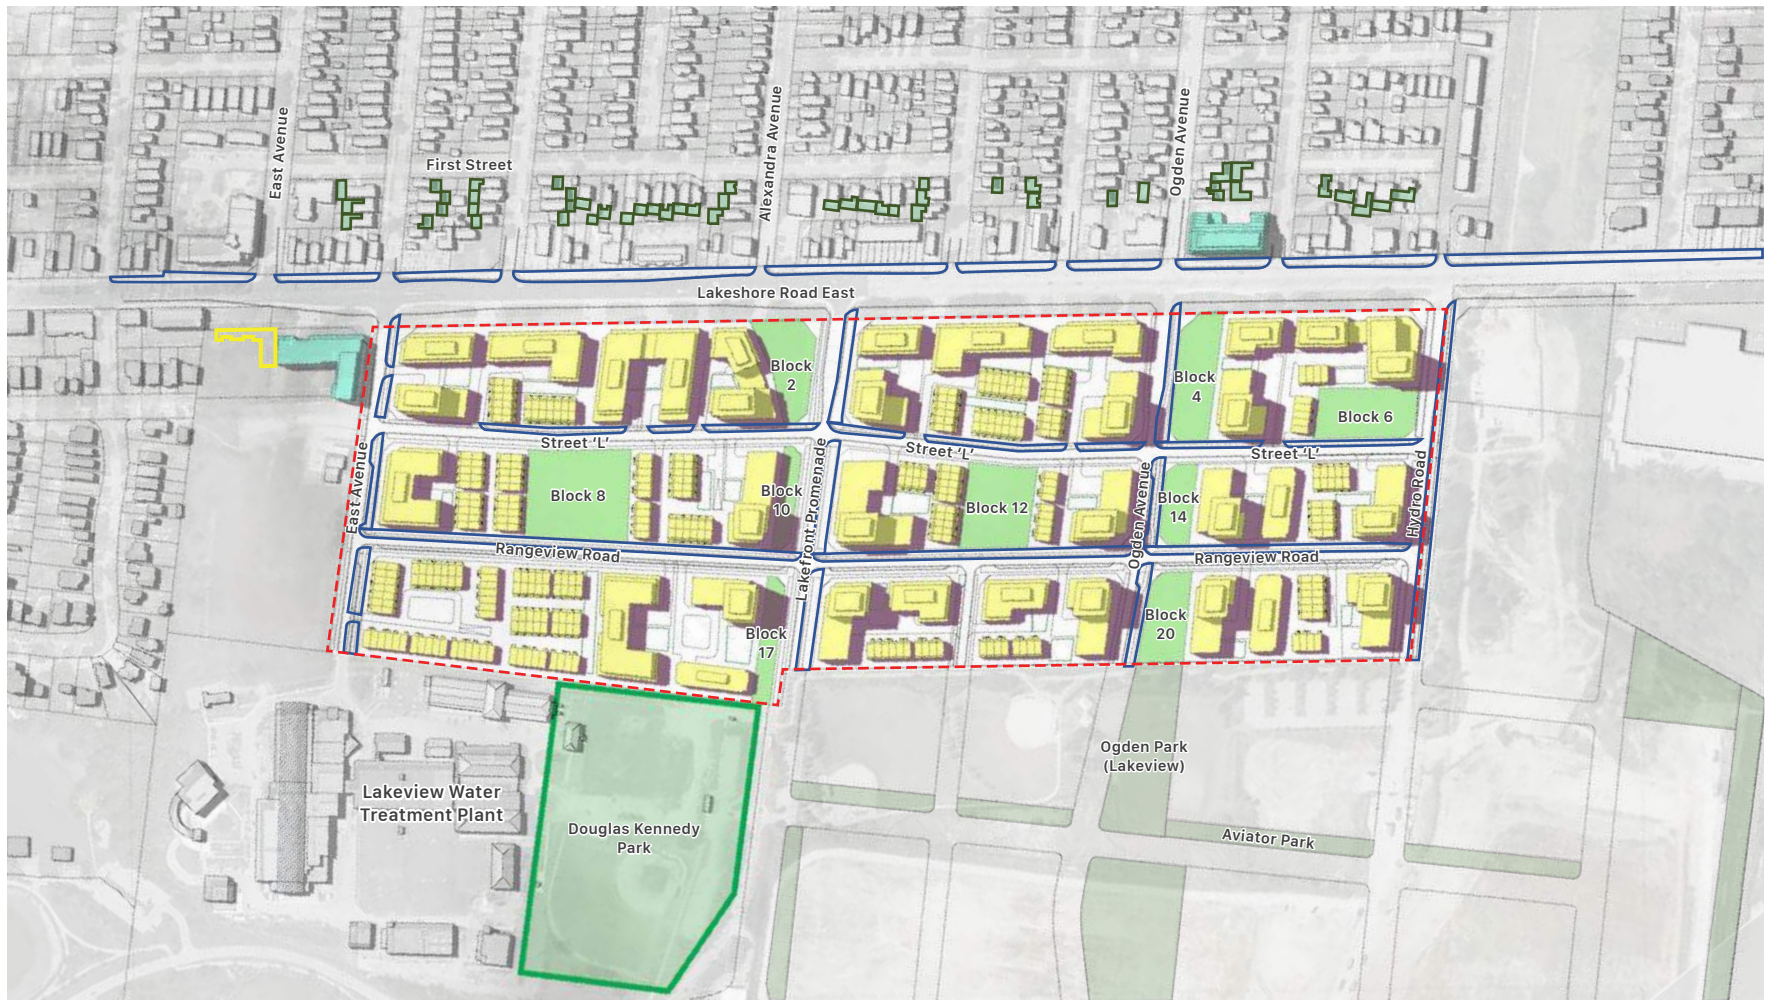 East Avenue
First Street
Alexandra Avenue
Ogden Avenue
Lakeshore Road East
Block
2
Block
4
Block 6
Street ‘L’
Street ‘L’
Street ‘L’
East Avenue
Block 8
Block
10
Lakefront Promenade
Block 12
Ogden Avenue
Block
14
Hydro Road
Rangeview Road
Rangeview Road
Block
17
Block
20
Lakeview Water
Treatment Plant
Douglas Kennedy
Park
Ogden Park
(Lakeview)
Aviator Park